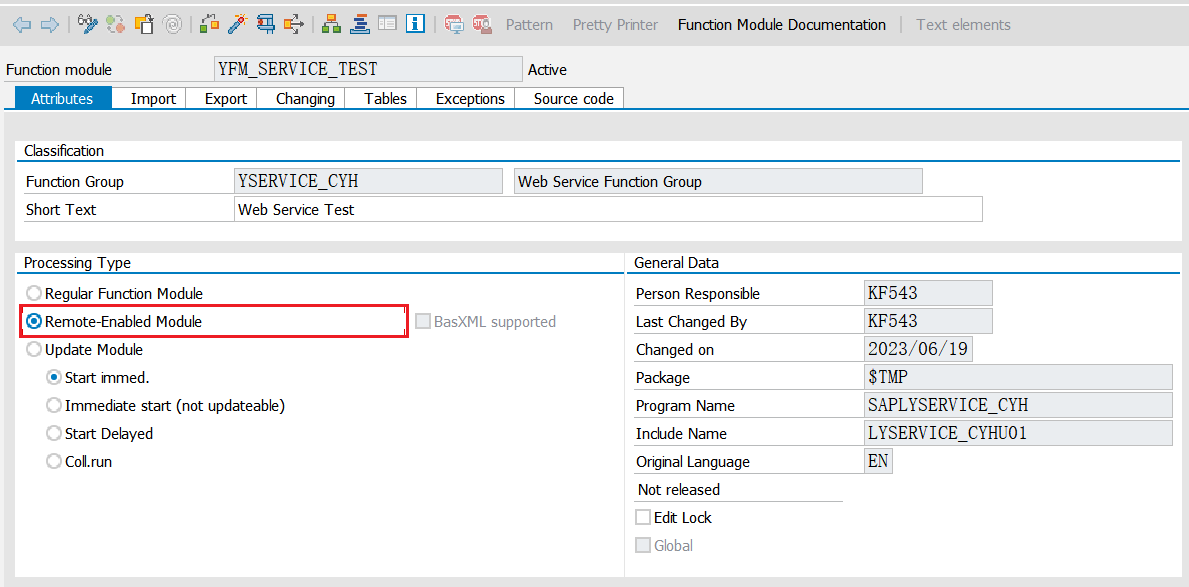 Pattern Pretty Printer Function Module Documentation Text elements
Function module YFM_SERVICE_TEST Active
Attributes Import Export Changing Tables Exceptions Source code
Classification
Function Group YSERVICE_CYH Web Service Function Group
Short Text Web Service Test
Processing Type
Regular Function Module
Remote-Enabled Module BasXML supported
Update Module
Start immed.
Immediate start (not updateable)
Start Delayed
Coll.run
General Data
Person Responsible KF543
Last Changed By KF543
Changed on 2023/06/19
Package $TMP
Program Name SAPLYSERVICE_CYH
Include Name LYSERVICE_CYHU01
Original Language EN
Not released
Edit Lock
Global